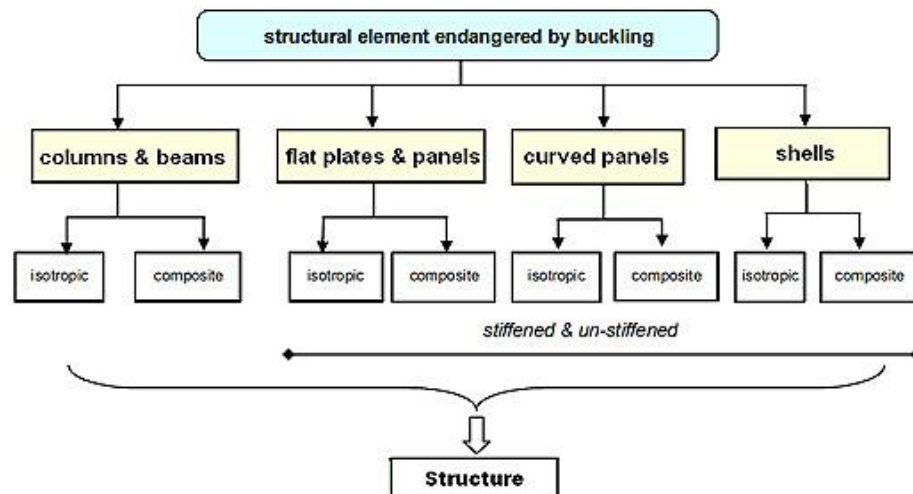 structural element endangered by buckling
columns & beams
flat plates & panels
curved panels
shells
isotropic
composite
isotropic
composite
isotropic
composite
isotropic
composite
stiffened & un-stiffened
Structure